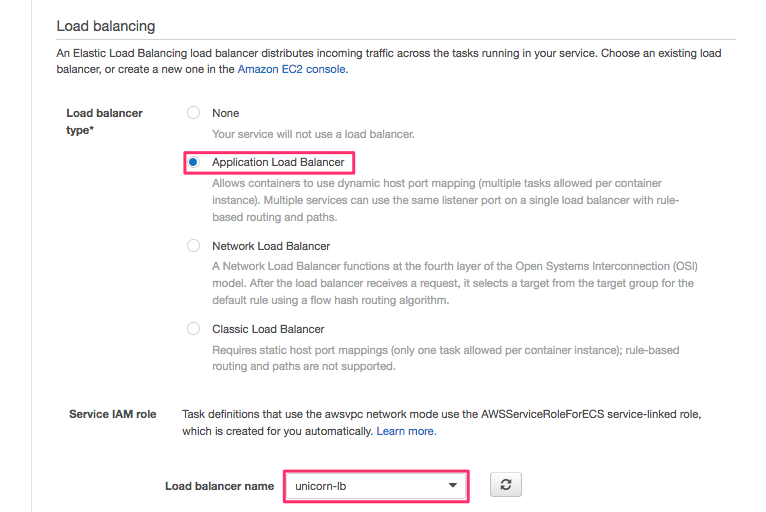 Load balancing
An Elastic Load Balancing load balancer distributes incoming traffic across the tasks running in your service. Choose an existing load
balancer, or create a new one in the Amazon EC2 console.
Load balancer
type*
None
Your service will not use a load balancer.
Application Load Balancer
Allows containers to use dynamic host port mapping (multiple tasks allowed per container
instance). Multiple services can use the same listener port on a single load balancer with rule-
based routing and paths.
Network Load Balancer
A Network Load Balancer functions at the fourth layer of the Open Systems Interconnection (OSI)
model. After the load balancer receives a request, it selects a target from the target group for the
default rule using a flow hash routing algorithm.
Classic Load Balancer
Requires static host port mappings (only one task allowed per container instance); rule-based
routing and paths are not supported.
Service IAM role
Task definitions that use the awsvpc network mode use the AWSServiceRoleForECS service-linked role,
which is created for you automatically. Learn more.
Load balancer name
unicorn-lb